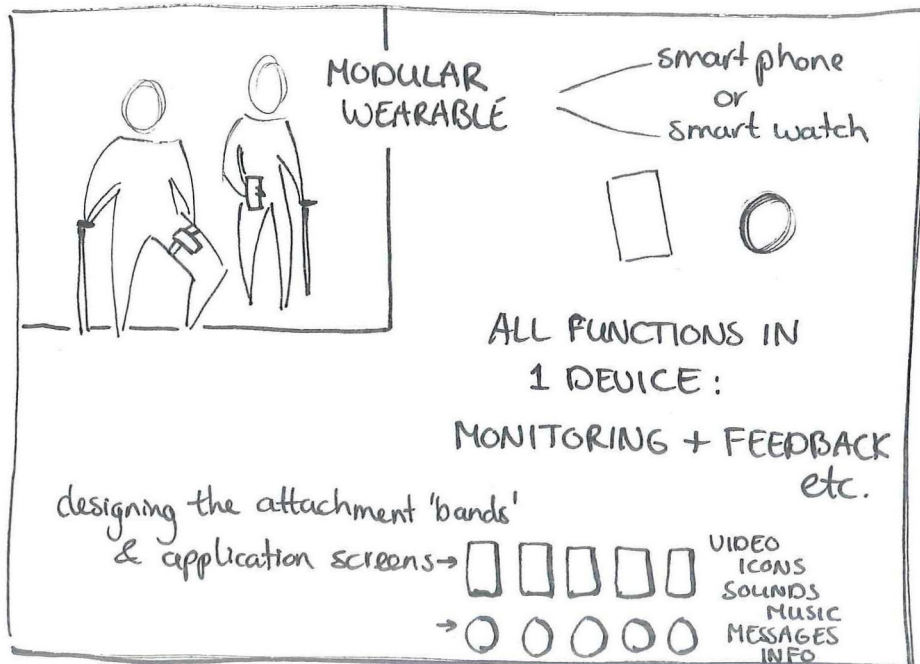 MODULAR
WEARABLE
smart phone
or
smart watch
ALL FUNCTIONS IN
1 DEVICE:
MONITORING + FEEDBACK
etc.
designing the attachment 'bands'
& application screens→
VIDEO
ICONS
SOUNDS
MUSIC
→
MESSAGES
INFO